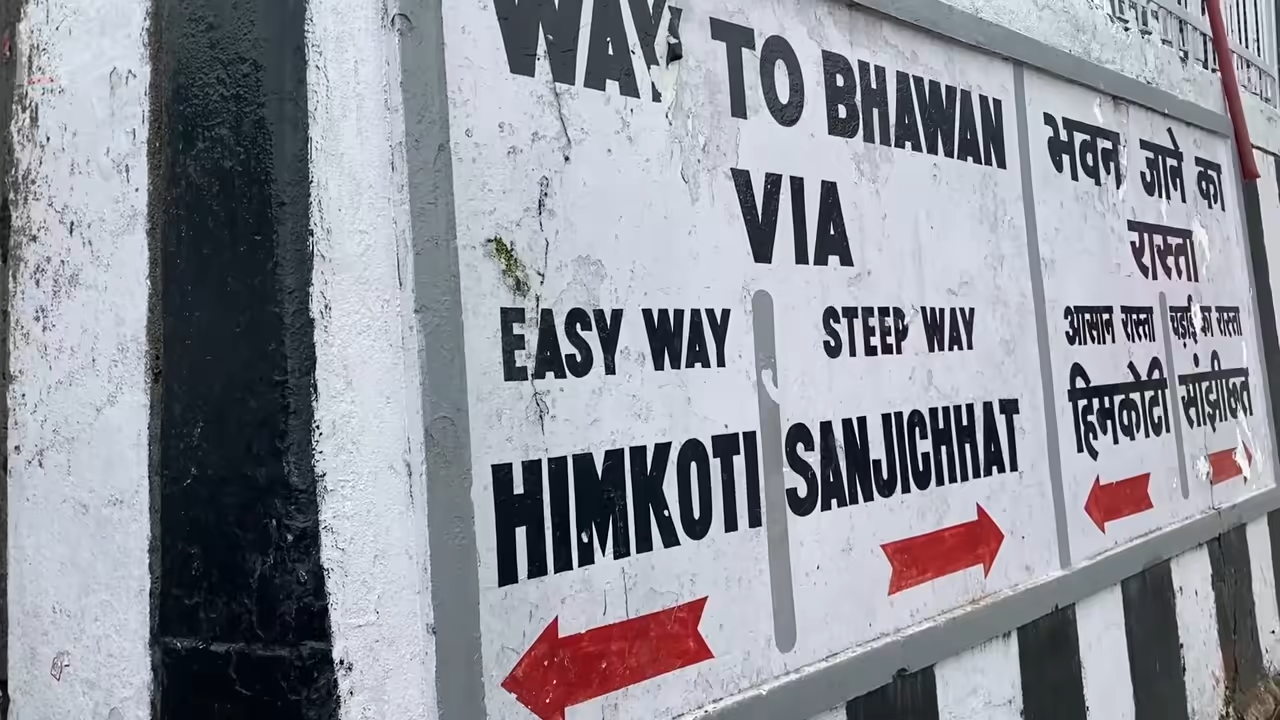 WAY TO BHAWAN
VIA
EASY WAY
HIMKOTI
STEEP WAY
SANJICHHAT
भवन जाने का
रास्ता
आसान रास्ता
हिमकोटी
चढ़ाई का रास्ता
सांझीछत